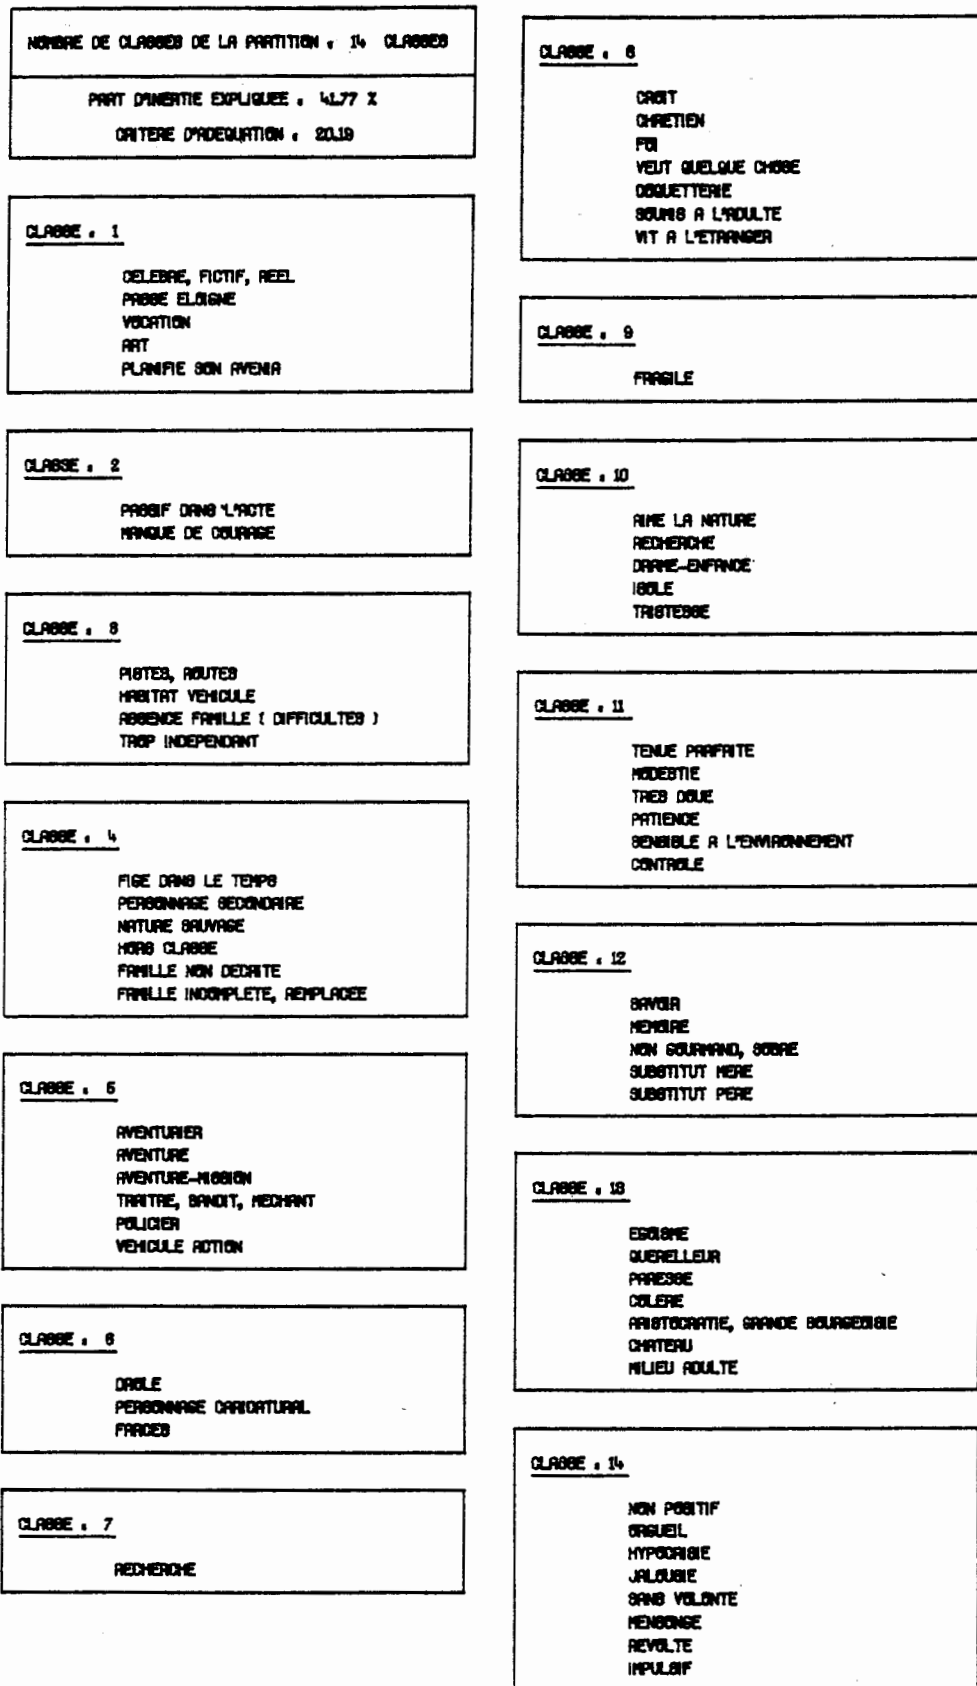 NOMBRE DE CLASSES DE LA PARTITION : 14 CLASSES
PART D'INERTIE EXPLIQUEE : 41.77 %
CRITERE D'ADEQUATION : 20.19
CLASSE : 1
CELEBRE, FICTIF, REEL
PASSE ELOIGNE
VOCATION
ART
PLANIFIE SON AVENIR
CLASSE : 2
PASSIF DANS L'ACTE
MANQUE DE COURAGE
CLASSE : 3
PISTES, ROUTES
HABITAT VEHICULE
ABSENCE FAMILLE ( DIFFICULTES )
TROP INDEPENDANT
CLASSE : 4
FIGE DANS LE TEMPS
PERSONNAGE SECONDAIRE
NATURE SAUVAGE
HORS CLASSE
FAMILLE NON DECRITE
FAMILLE INCOMPLETE, REMPLACEE
CLASSE : 5
AVENTURIER
AVENTURE
AVENTURE-MISSION
TRAITRE, BANDIT, MECHANT
POLICIER
VEHICULE ACTION
CLASSE : 6
DROLE
PERSONNAGE CARICATURAL
FARCES
CLASSE : 7
RECHERCHE
CLASSE : 8
CROIT
CHRETIEN
FOI
VEUT QUELQUE CHOSE
COQUETTERIE
SOUMIS A L'ADULTE
VIT A L'ETRANGER
CLASSE : 9
FRAGILE
CLASSE : 10
AIME LA NATURE
RECHERCHE
DRAME-ENFANCE
ISOLE
TRISTESSE
CLASSE : 11
TENUE PARFAITE
MODESTIE
TRES DOUE
PATIENCE
SENSIBLE A L'ENVIRONNEMENT
CONTROLE
CLASSE : 12
SAVOIR
MEMOIRE
NON GOURMAND, SOBRE
SUBSTITUT MERE
SUBSTITUT PERE
CLASSE : 13
EGOISME
QUERELLEUR
PARESSE
COLERE
ARISTOCRATIE, GRANDE BOURGEOISIE
CHATEAU
MILIEU ADULTE
CLASSE : 14
NON POSITIF
ORGUEIL
HYPOCRISIE
JALOUSIE
SANS VOLONTE
MENSONGE
REVOLTE
IMPULSIF